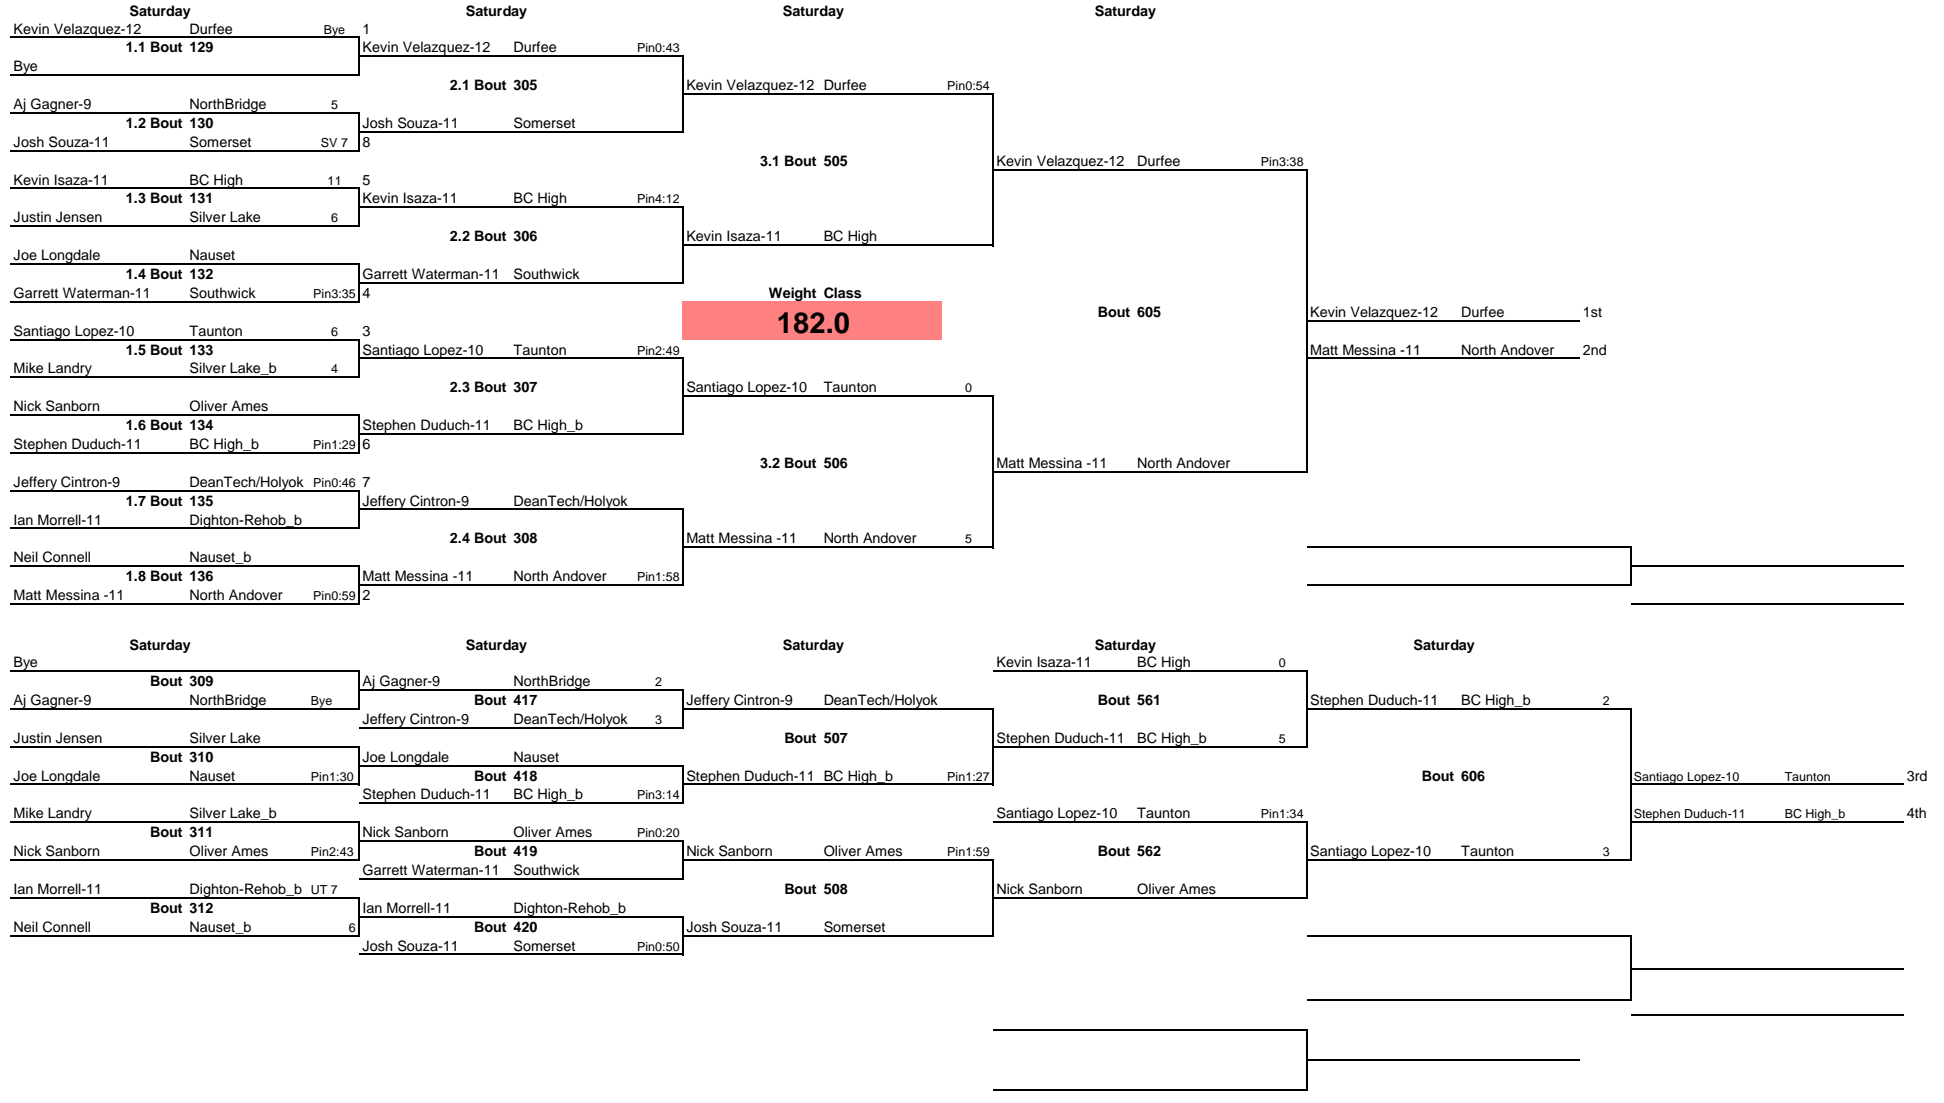 Saturday Saturday Saturday Saturday
Kevin Velazquez-12 Durfee Bye 1
1.1 Bout 129 Kevin Velazquez-12 Durfee Pin0:43
Bye
2.1 Bout 305 Kevin Velazquez-12 Durfee Pin0:54
Aj Gagner-9 NorthBridge 5
1.2 Bout 130 Josh Souza-11 Somerset
Josh Souza-11 Somerset SV 7 8
3.1 Bout 505 Kevin Velazquez-12 Durfee Pin3:38
Kevin Isaza-11 BC High 11 5
1.3 Bout 131 Kevin Isaza-11 BC High Pin4:12
Justin Jensen Silver Lake 6
2.2 Bout 306 Kevin Isaza-11 BC High
Joe Longdale Nauset
1.4 Bout 132 Garrett Waterman-11 Southwick
Garrett Waterman-11 Southwick Pin3:35 4 Weight Class
Bout 605 Kevin Velazquez-12 Durfee 1st
182.0
Santiago Lopez-10 Taunton 6 3
1.5 Bout 133 Santiago Lopez-10 Taunton Pin2:49 Matt Messina -11 North Andover 2nd
Mike Landry Silver Lake_b 4
2.3 Bout 307 Santiago Lopez-10 Taunton 0
Nick Sanborn Oliver Ames
1.6 Bout 134 Stephen Duduch-11 BC High_b
Stephen Duduch-11 BC High_b Pin1:29 6
3.2 Bout 506 Matt Messina -11 North Andover
Jeffery Cintron-9 DeanTech/Holyok Pin0:46 7
1.7 Bout 135 Jeffery Cintron-9 DeanTech/Holyok
Ian Morrell-11 Dighton-Rehob_b
2.4 Bout 308 Matt Messina -11 North Andover 5
Neil Connell Nauset_b
1.8 Bout 136 Matt Messina -11 North Andover Pin1:58
Matt Messina -11 North Andover Pin0:59 2
Saturday Saturday Saturday Saturday Saturday
Bye Kevin Isaza-11 BC High 0
Bout 309 Aj Gagner-9 NorthBridge 2
Aj Gagner-9 NorthBridge Bye Bout 417 Jeffery Cintron-9 DeanTech/Holyok Bout 561 Stephen Duduch-11 BC High_b 2
Jeffery Cintron-9 DeanTech/Holyok 3
Justin Jensen Silver Lake Bout 507 Stephen Duduch-11 BC High_b 5
Bout 310 Joe Longdale Nauset
Joe Longdale Nauset Pin1:30 Bout 418 Stephen Duduch-11 BC High_b Pin1:27 Bout 606 Santiago Lopez-10 Taunton 3rd
Stephen Duduch-11 BC High_b Pin3:14
Mike Landry Silver Lake_b Santiago Lopez-10 Taunton Pin1:34 Stephen Duduch-11 BC High_b 4th
Bout 311 Nick Sanborn Oliver Ames Pin0:20
Nick Sanborn Oliver Ames Pin2:43 Bout 419 Nick Sanborn Oliver Ames Pin1:59 Bout 562 Santiago Lopez-10 Taunton 3
Garrett Waterman-11 Southwick
Ian Morrell-11 Dighton-Rehob_b UT 7 Bout 508 Nick Sanborn Oliver Ames
Bout 312 Ian Morrell-11 Dighton-Rehob_b
Neil Connell Nauset_b 6 Bout 420 Josh Souza-11 Somerset
Josh Souza-11 Somerset Pin0:50